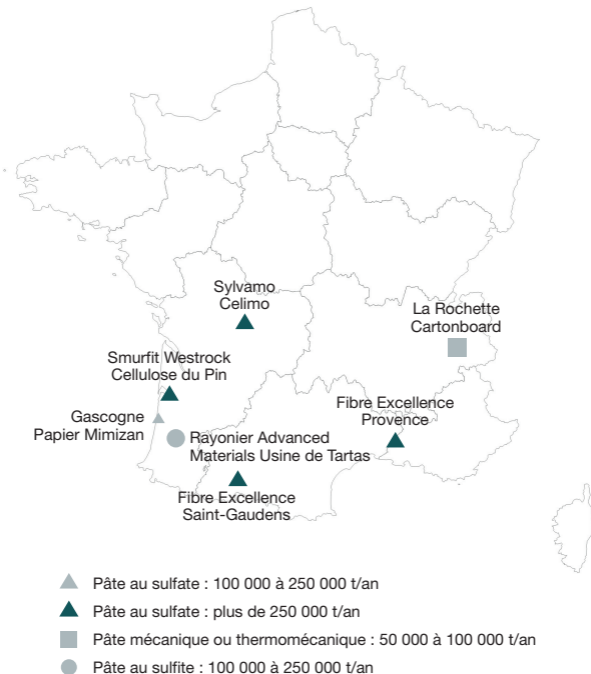 Sylvamo
Celimo
La Rochette
Cartonboard
Smurfit Westrock
Cellulose du Pin
Gascogne
Papier Mimizan
Fibre Excellence
Provence
Rayonier Advanced
Materials Usine de Tartas
Fibre Excellence
Saint-Gaudens
Pâte au sulfate : 100 000 à 250 000 t/an
Pâte au sulfate : plus de 250 000 t/an
Pâte mécanique ou thermomécanique : 50 000 à 100 000 t/an
Pâte au sulfite : 100 000 à 250 000 t/an